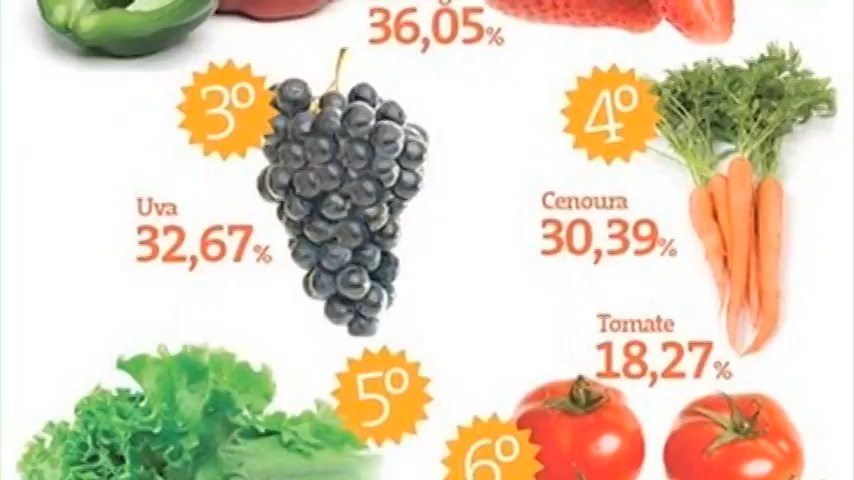 36,05%
3º
4º
Uva
32,67%
Cenoura
30,39%
Tomate
18,27%
5º
6º